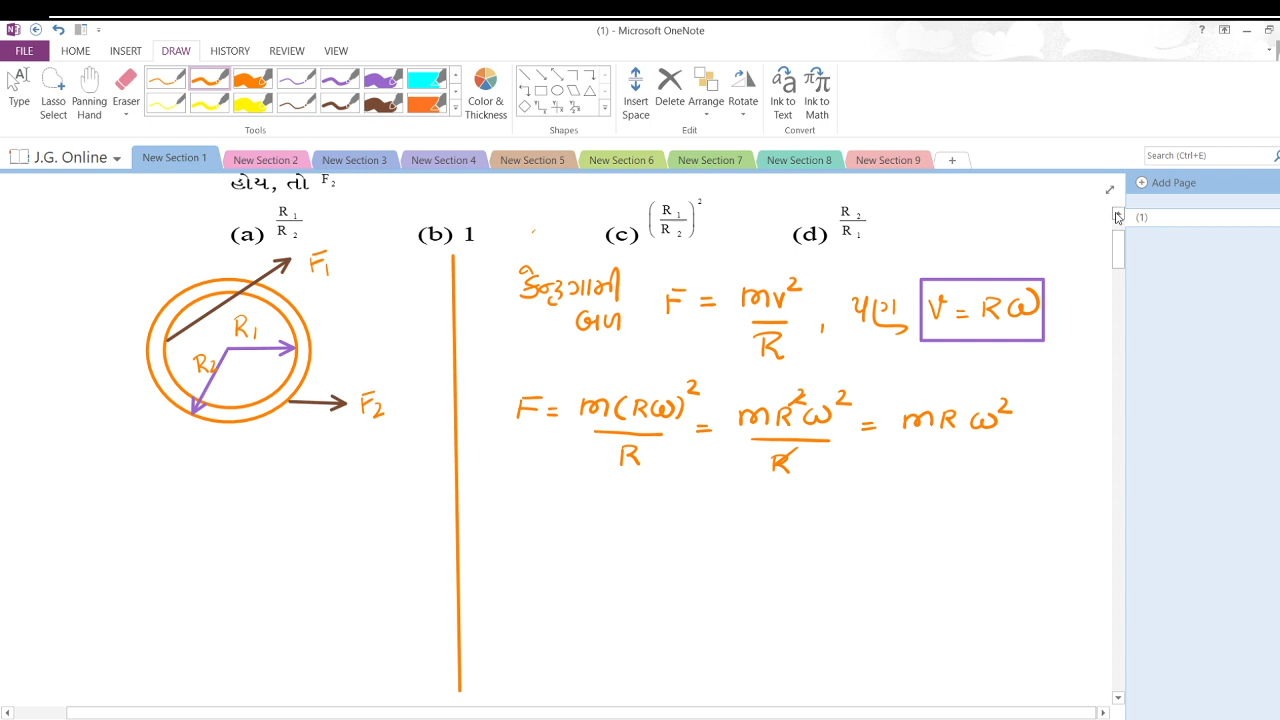 (1) - Microsoft OneNote
FILE HOME INSERT DRAW HISTORY REVIEW VIEW
Type Lasso Select Panning Hand Eraser Color & Thickness Insert Space Delete Arrange Rotate Ink to Text Ink to Math
Tools Shapes Edit Convert
J.G. Online New Section 1 New Section 2 New Section 3 New Section 4 New Section 5 New Section 6 New Section 7 New Section 8 New Section 9 Search (Ctrl+E)
Add Page
(1)
હોય, તો F₂
(a) R₁/R₂ (b) 1 (c) (R₁/R₂)² (d) R₂/R₁
F₁
R₁
R₂
F₂
કેન્દ્રગામી બળ F = mv²/R , પણ V = Rω
F = m(Rω)²/R = mR²ω²/R = mRω²